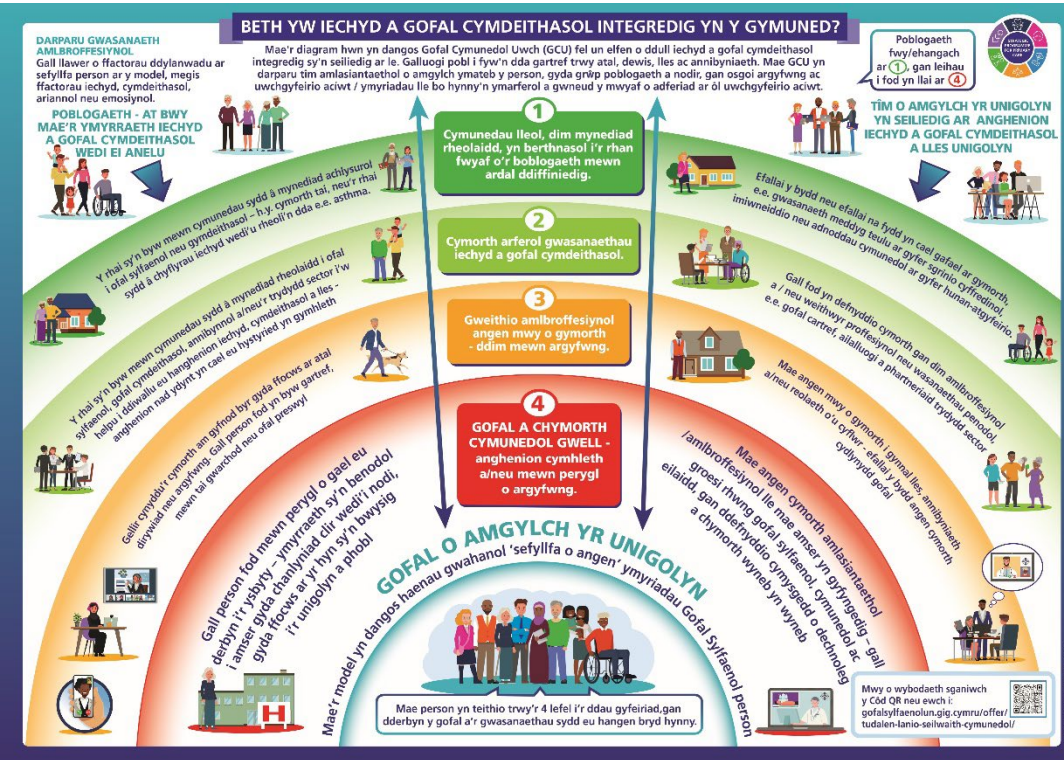 BETH YW IECHYD A GOFAL CYMDEITHASOL INTEGREDIG YN Y GYMUNED?
Mae'r diagram hwn yn dangos Gofal Cymunedol Uwch (GCU) fel un elfen o ddull iechyd a gofal cymdeithasol
integredig sy'n seiliedig ar le. Galluogi pobl i fyw'n dda gartref trwy atal, dewis, lles ac annibyniaeth. Mae GCU yn
darparu tîm amlasiantaethol o amgylch ymateb y person, gyda grŵp poblogaeth a nodir, gan osgoi argyfwng ac
uwchgyfeirio aciwt / ymyriadau lle bo hynny'n ymarferol a gwneud y mwyaf o adferiad ar ôl uwchgyfeirio aciwt.
DARPARU GWASANAETH
AMLBROFFESIYNOL
Gall llawer o ffactorau ddylanwadu ar
sefyllfa person ar y model, megis
ffactorau iechyd, cymdeithasol,
ariannol neu emosiynol.
POBLOGAETH - AT BWY
MAE'R YMYRRAETH IECHYD
A GOFAL CYMDEITHASOL
WEDI EI ANELU
Poblogaeth
fwy/ehangach
ar 1, gan leihau
i fod yn llai ar 4
TÎM O AMGYLCH YR UNIGOLYN
YN SEILIEDIG AR ANGHENION
IECHYD A GOFAL CYMDEITHASOL
A LLES UNIGOLYN
1
Cymunedau lleol, dim mynediad
rheolaidd, yn berthnasol i'r rhan
fwyaf o'r boblogaeth mewn
ardal ddiffiniedig.
Y rhai sy'n byw mewn cymunedau sydd â mynediad achlysurol
i ofal sylfaenol neu gymdeithasol – h.y. cymorth tai, neu'r rhai
sydd â chyflyrau iechyd wedi'u rheoli'n dda e.e. asthma.
Efallai y bydd neu efallai na fydd yn cael gafael ar gymorth,
e.e. gwasanaeth meddyg teulu ar gyfer sgrinio cyffredinol,
imiwneiddio neu adnoddau cymunedol ar gyfer hunan-atgyfeirio
2
Cymorth arferol gwasanaethau
iechyd a gofal cymdeithasol.
Y rhai sy'n byw mewn cymunedau sydd â mynediad rheolaidd i ofal
sylfaenol, gofal cymdeithasol, annibynnol a/neu'r trydydd sector i'w
helpu i ddiwallu eu hanghenion iechyd, cymdeithasol a lles -
anghenion nad ydynt yn cael eu hystyried yn gymhleth
Gall fod yn defnyddio cymorth gan dim amlbroffesiynol
a / neu weithwyr proffesiynol neu wasanaethau penodol,
e.e. gofal cartref, ailalluogi a phartneriaid trydydd sector
3
Gweithio amlbroffesiynol
angen mwy o gymorth
- ddim mewn argyfwng.
Gellir cynyddu'r cymorth am gyfnod byr gyda ffocws ar atal
dirywiad neu argyfwng. Gall person fod yn byw gartref,
mewn tai gwarchod neu ofal preswyl
Mae angen mwy o gymorth i gynnal lles, annibyniaeth
a/neu reolaeth o'u cyflwr - efallai y bydd angen cymorth
cydlynydd gofal
4
GOFAL A CHYMORTH
CYMUNEDOL GWELL -
anghenion cymhleth
a/neu mewn perygl
o argyfwng.
Gall person fod mewn perygl o gael eu
derbyn i'r ysbyty – ymyrraeth sy'n benodol
i amser gyda chanlyniad clir wedi'i nodi,
gyda ffocws ar yr hyn sy'n bwysig
i'r unigolyn a phobl
Mae angen cymorth amlasiantaethol
/amlbroffesiynol lle mae amser yn gyfyngedig – gall
groesi rhwng gofal sylfaenol, cymunedol ac
eilaidd, gan ddefnyddio cymysgedd o dechnoleg
a chymorth wyneb yn wyneb
GOFAL O AMGYLCH YR UNIGOLYN
Mae'r model yn dangos haenau gwahanol 'sefyllfa o angen' ymyriadau Gofal Sylfaenol person
H
Mae person yn teithio trwy'r 4 lefel i'r ddau gyfeiriad,gan
dderbyn y gofal a'r gwasanaethau sydd eu hangen bryd hynny.
Mwy o wybodaeth sganiwch
y Côd QR neu ewch i:
gofalsylfaenolun.gig.cymru/offer/
tudalen-lanio-seilwaith-cymunedol/